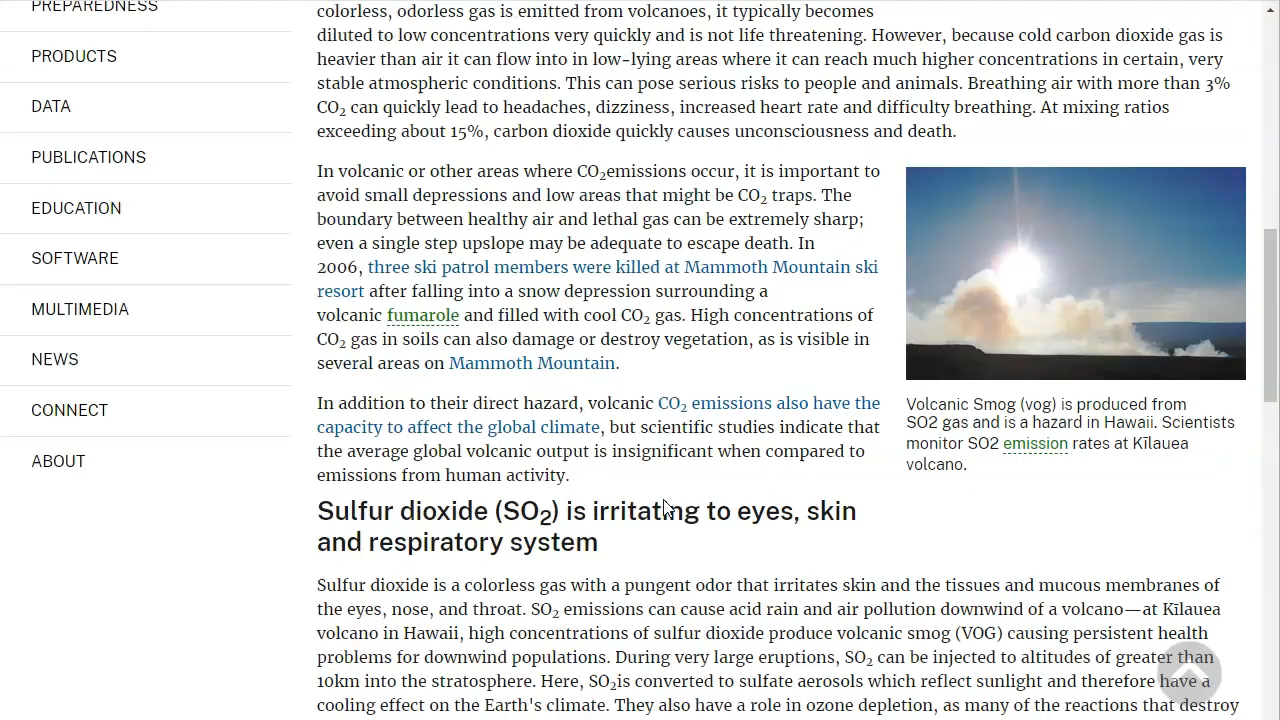 PREPAREDNESS
PRODUCTS
DATA
PUBLICATIONS
EDUCATION
SOFTWARE
MULTIMEDIA
NEWS
CONNECT
ABOUT
colorless, odorless gas is emitted from volcanoes, it typically becomes
diluted to low concentrations very quickly and is not life threatening. However, because cold carbon dioxide gas is
heavier than air it can flow into in low-lying areas where it can reach much higher concentrations in certain, very
stable atmospheric conditions. This can pose serious risks to people and animals. Breathing air with more than 3%
CO₂ can quickly lead to headaches, dizziness, increased heart rate and difficulty breathing. At mixing ratios
exceeding about 15%, carbon dioxide quickly causes unconsciousness and death.
In volcanic or other areas where CO₂emissions occur, it is important to
avoid small depressions and low areas that might be CO₂ traps. The
boundary between healthy air and lethal gas can be extremely sharp;
even a single step upslope may be adequate to escape death. In
2006, three ski patrol members were killed at Mammoth Mountain ski
resort after falling into a snow depression surrounding a
volcanic fumarole and filled with cool CO₂ gas. High concentrations of
CO₂ gas in soils can also damage or destroy vegetation, as is visible in
several areas on Mammoth Mountain.
In addition to their direct hazard, volcanic CO₂ emissions also have the
capacity to affect the global climate, but scientific studies indicate that
the average global volcanic output is insignificant when compared to
emissions from human activity.
Volcanic Smog (vog) is produced from
SO2 gas and is a hazard in Hawaii. Scientists
monitor SO2 emission rates at Kīlauea
volcano.
Sulfur dioxide (SO₂) is irritating to eyes, skin
and respiratory system
Sulfur dioxide is a colorless gas with a pungent odor that irritates skin and the tissues and mucous membranes of
the eyes, nose, and throat. SO₂ emissions can cause acid rain and air pollution downwind of a volcano—at Kīlauea
volcano in Hawaii, high concentrations of sulfur dioxide produce volcanic smog (VOG) causing persistent health
problems for downwind populations. During very large eruptions, SO₂ can be injected to altitudes of greater than
10km into the stratosphere. Here, SO₂is converted to sulfate aerosols which reflect sunlight and therefore have a
cooling effect on the Earth's climate. They also have a role in ozone depletion, as many of the reactions that destroy